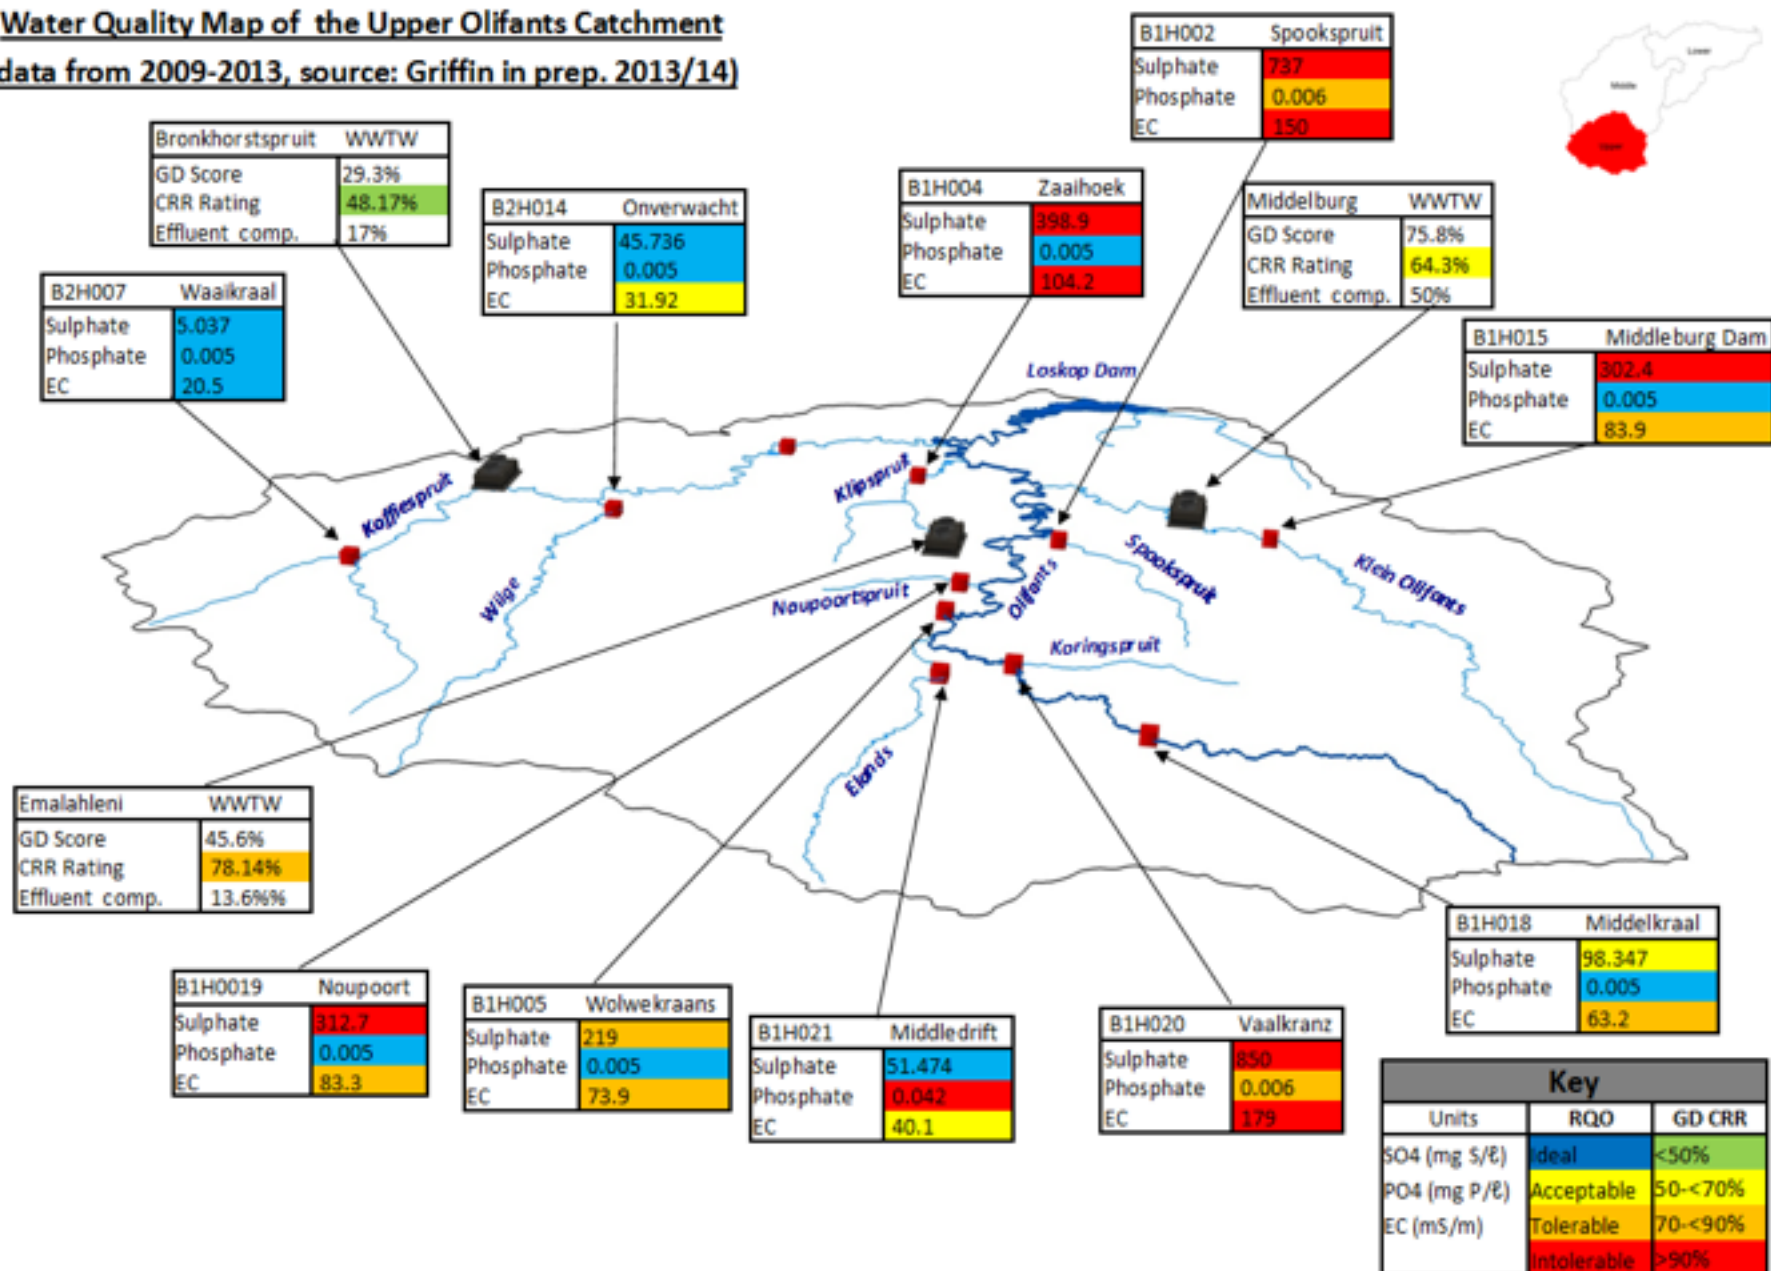 Water Quality Map of the Upper Olifants Catchment
data from 2009-2013, source: Griffin in prep. 2013/14)
B1H002 Spookspruit
Sulphate 737
Phosphate 0.006
EC 150
Lower
Middle
Upper
Bronkhorstspruit WWTW
GD Score 29.3%
CRR Rating 48.17%
Effluent comp. 17%
B2H014 Onverwacht
Sulphate 45.736
Phosphate 0.005
EC 31.92
B1H004 Zaaihoek
Sulphate 398.9
Phosphate 0.005
EC 104.2
Middelburg WWTW
GD Score 75.8%
CRR Rating 64.3%
Effluent comp. 50%
B2H007 Waaikraal
Sulphate 5.037
Phosphate 0.005
EC 20.5
B1H015 Middleburg Dam
Sulphate 302.4
Phosphate 0.005
EC 83.9
Loskop Dam
Koffiespruit
Klipspruit
Wilge
Noupoortspruit
Olifants
Spookspruit
Klein Olifants
Koringspruit
Elands
Emalahleni WWTW
GD Score 45.6%
CRR Rating 78.14%
Effluent comp. 13.6%%
B1H0019 Noupoort
Sulphate 312.7
Phosphate 0.005
EC 83.3
B1H005 Wolwekraans
Sulphate 219
Phosphate 0.005
EC 73.9
B1H021 Middledrift
Sulphate 51.474
Phosphate 0.042
EC 40.1
B1H020 Vaalkranz
Sulphate 850
Phosphate 0.006
EC 179
B1H018 Middelkraal
Sulphate 98.347
Phosphate 0.005
EC 63.2
Key
Units RQO GD CRR
SO4 (mg S/ℓ) Ideal <50%
PO4 (mg P/ℓ) Acceptable 50-<70%
EC (mS/m) Tolerable 70-<90%
Intolerable >90%